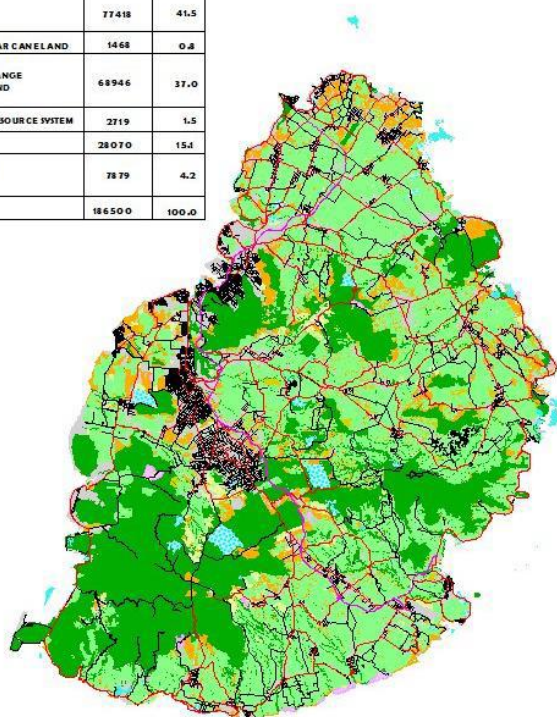 77418 41.5
AR CANELAND 1468 0.8
ANGE
ND 68946 37.0
SOURCE SYSTEM 2719 1.5
28070 15.1
7879 4.2
186500 100.0